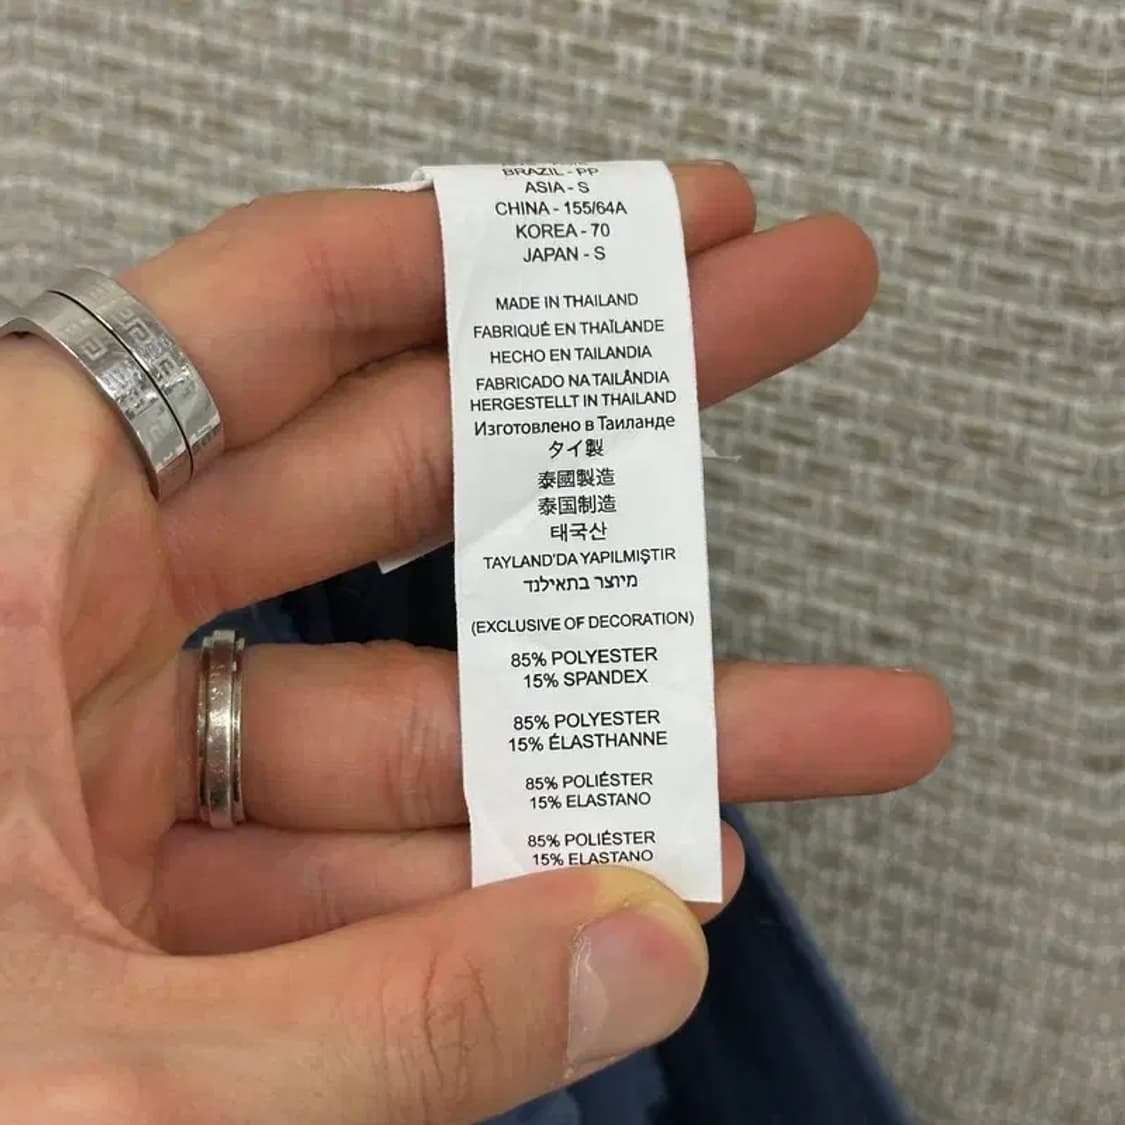 BRAZIL - PP
ASIA - S
CHINA - 155/64A
KOREA - 70
JAPAN - S
MADE IN THAILAND
FABRIQUÉ EN THAÏLANDE
HECHO EN TAILANDIA
FABRICADO NA TAILÂNDIA
HERGESTELLT IN THAILAND
Изготовлено в Таиланде
タイ製
泰國製造
泰国制造
태국산
TAYLAND'DA YAPILMIŞTIR
מיוצר בתאילנד
(EXCLUSIVE OF DECORATION)
85% POLYESTER
15% SPANDEX
85% POLYESTER
15% ÉLASTHANNE
85% POLIÉSTER
15% ELASTANO
85% POLIÉSTER
15% ELASTANO